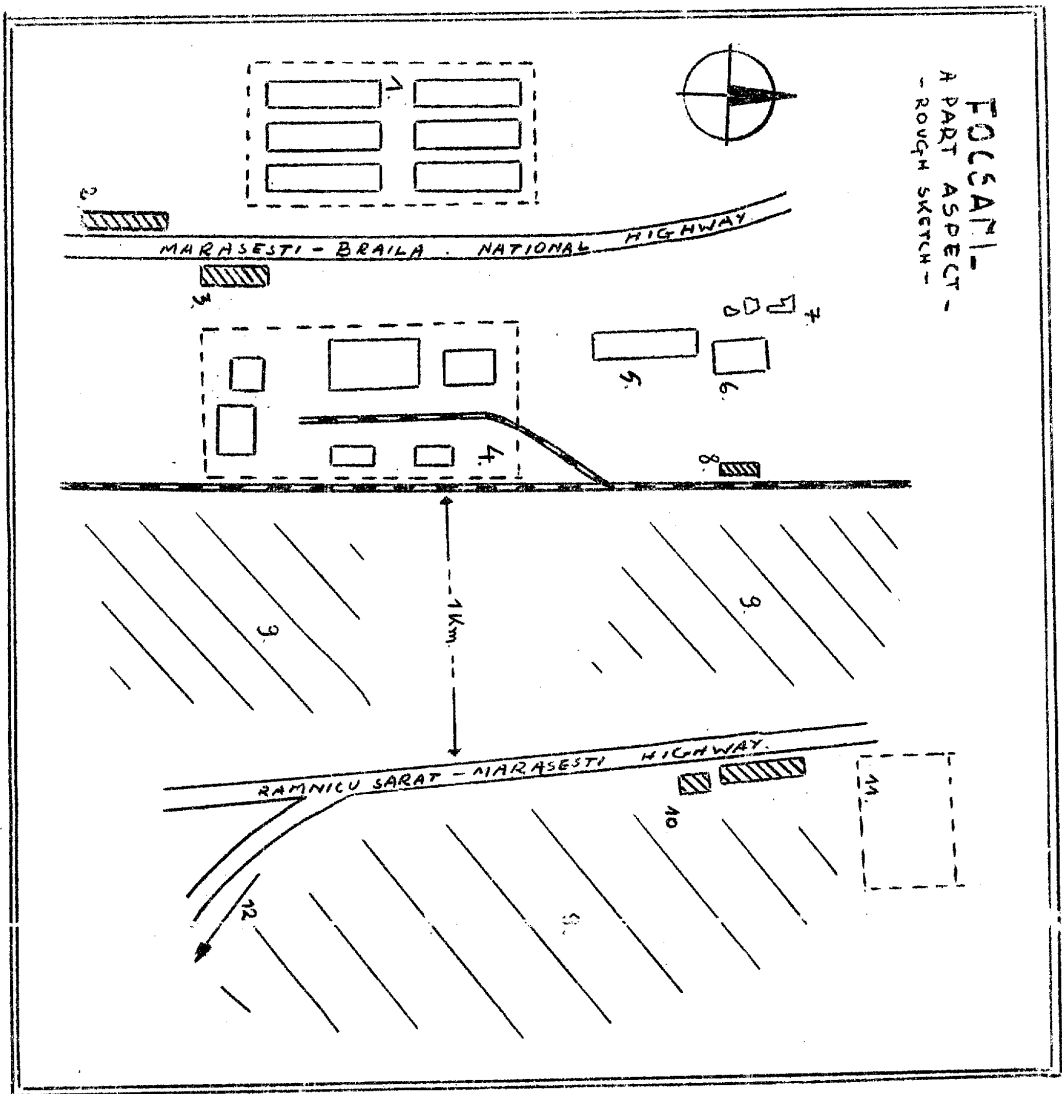 FOCSANI-
A PART ASPECT-
-ROUGH SKETCH-
1.
2.
MARASESTI - BRAILA . NATIONAL HIGHWAY
3.
7.
5.
6.
4.
8.
1Km.
9.
9.
RAMNICU SARAT - MARASESTI HIGHWAY.
10
11.
12
9.